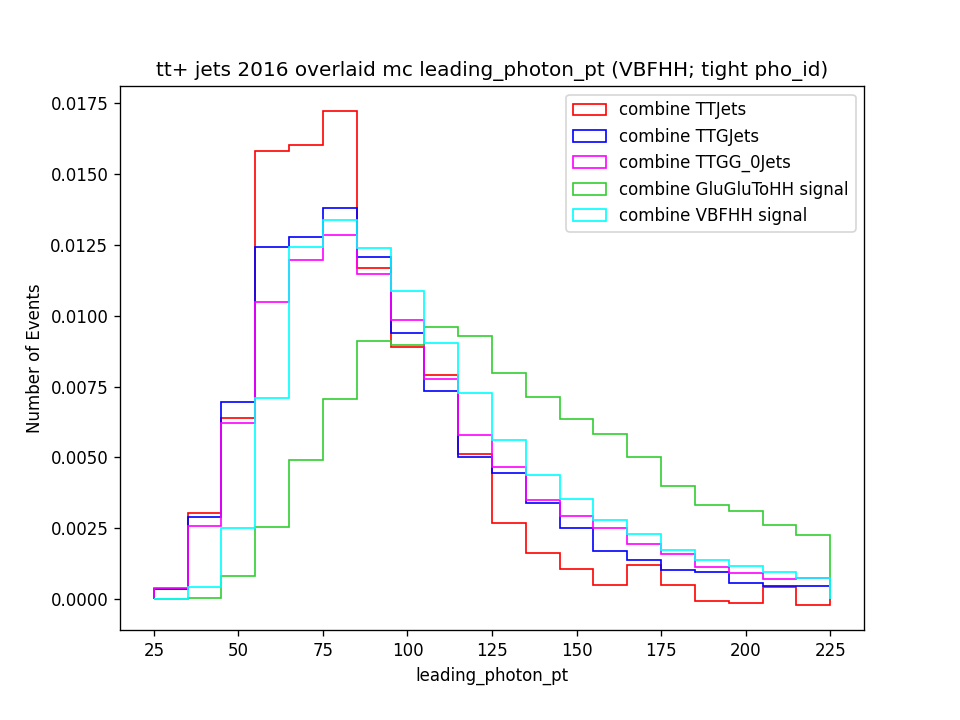 tt+ jets 2016 overlaid mc leading_photon_pt (VBFHH; tight pho_id)
combine TTJets
combine TTGJets
combine TTGG_0Jets
combine GluGluToHH signal
combine VBFHH signal
Number of Events
0.0175
0.0150
0.0125
0.0100
0.0075
0.0050
0.0025
0.0000
25 50 75 100 125 150 175 200 225
leading_photon_pt